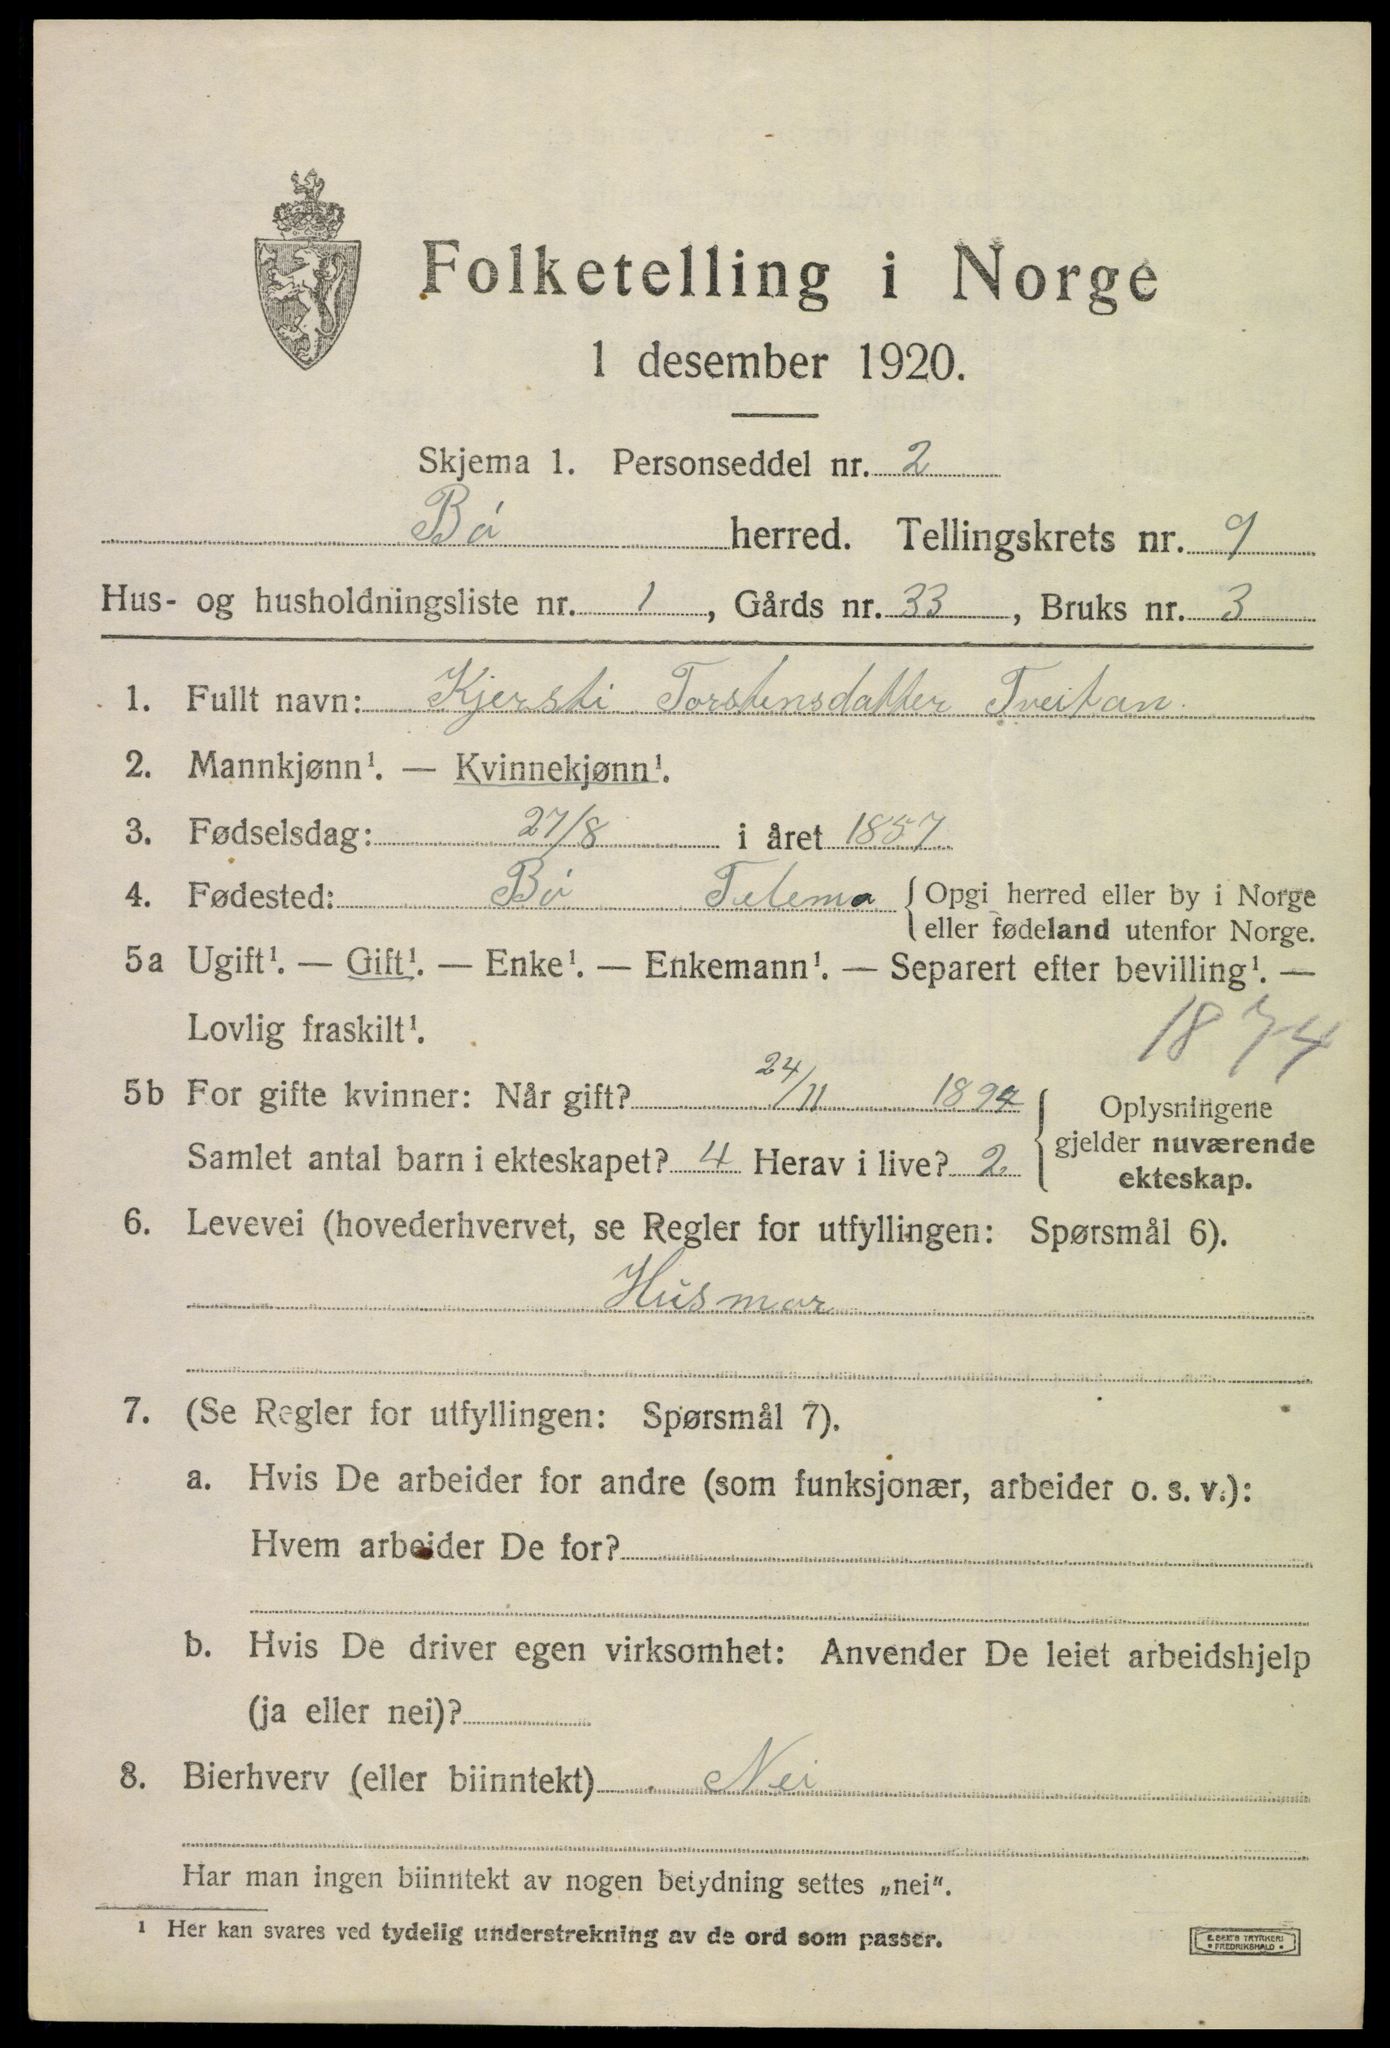 Folketelling i Norge
1 desember 1920.
Skjema 1. Personseddel nr. 2
Bø herred. Tellingskrets nr. 9
Hus- og husholdningsliste nr. 1, Gårds nr. 33, Bruks nr. 3
1. Fullt navn: Kjersti Torstensdatter Tveitan.
2. Mannkjønn¹. — Kvinnekjønn¹.
3. Fødselsdag: 27/8 i året 1857
4. Fødested: Bø Telema { Opgi herred eller by i Norge
eller fødeland utenfor Norge.
5a Ugift¹. — Gift¹. — Enke¹. — Enkemann¹. — Separert efter bevilling¹. —
Lovlig fraskilt¹.
1874
5b For gifte kvinner: Når gift? 24/11 { Oplysningene
Samlet antal barn i ekteskapet? 4 Herav i live? 2 gjelder nuværende
ekteskap.
6. Levevei (hovederhvervet, se Regler for utfyllingen: Spørsmål 6).
Husmor
7. (Se Regler for utfyllingen: Spørsmål 7).
a. Hvis De arbeider for andre (som funksjonær, arbeider o. s. v.):
Hvem arbeider De for?
b. Hvis De driver egen virksomhet: Anvender De leiet arbeidshjelp
(ja eller nei)?
8. Bierhverv (eller biinntekt) Nei
Har man ingen biinntekt av nogen betydning settes „nei“.
¹ Her kan svares ved tydelig understrekning av de ord som passer.
E. SEM'S TRYKKERI
• FREDRIKSHALD •